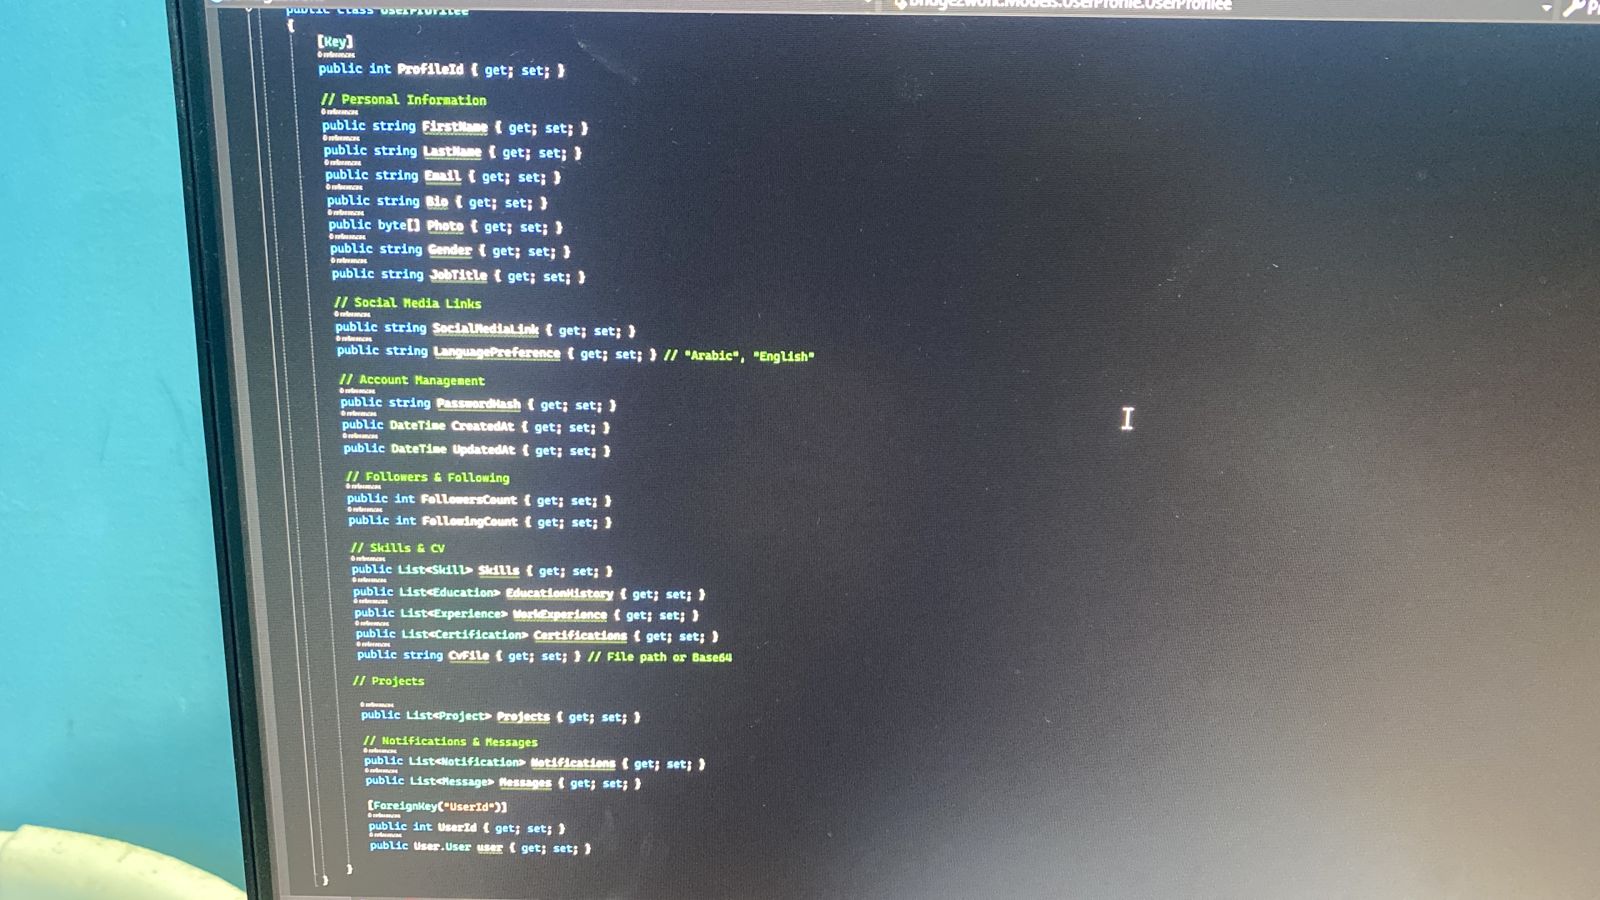 public class UserProfilee
Bridge2work.Models.UserProfile.UserProfilee
{
[Key]
0 references
public int ProfileId { get; set; }
// Personal Information
0 references
public string FirstName { get; set; }
0 references
public string LastName { get; set; }
0 references
public string Email { get; set; }
0 references
public string Bio { get; set; }
0 references
public byte[] Photo { get; set; }
0 references
public string Gender { get; set; }
0 references
public string JobTitle { get; set; }
// Social Media Links
0 references
public string SocialMediaLink { get; set; }
0 references
public string LanguagePreference { get; set; } // "Arabic", "English"
// Account Management
0 references
public string PasswordHash { get; set; }
0 references
public DateTime CreatedAt { get; set; }
0 references
public DateTime UpdatedAt { get; set; }
// Followers & Following
0 references
public int FollowersCount { get; set; }
0 references
public int FollowingCount { get; set; }
// Skills & CV
0 references
public List<Skill> Skills { get; set; }
0 references
public List<Education> EducationHistory { get; set; }
0 references
public List<Experience> WorkExperience { get; set; }
0 references
public List<Certification> Certifications { get; set; }
0 references
public string CvFile { get; set; } // File path or Base64
// Projects
0 references
public List<Project> Projects { get; set; }
// Notifications & Messages
0 references
public List<Notification> Notifications { get; set; }
0 references
public List<Message> Messages { get; set; }
[ForeignKey("UserId")]
0 references
public int UserId { get; set; }
0 references
public User.User user { get; set; }
}
}